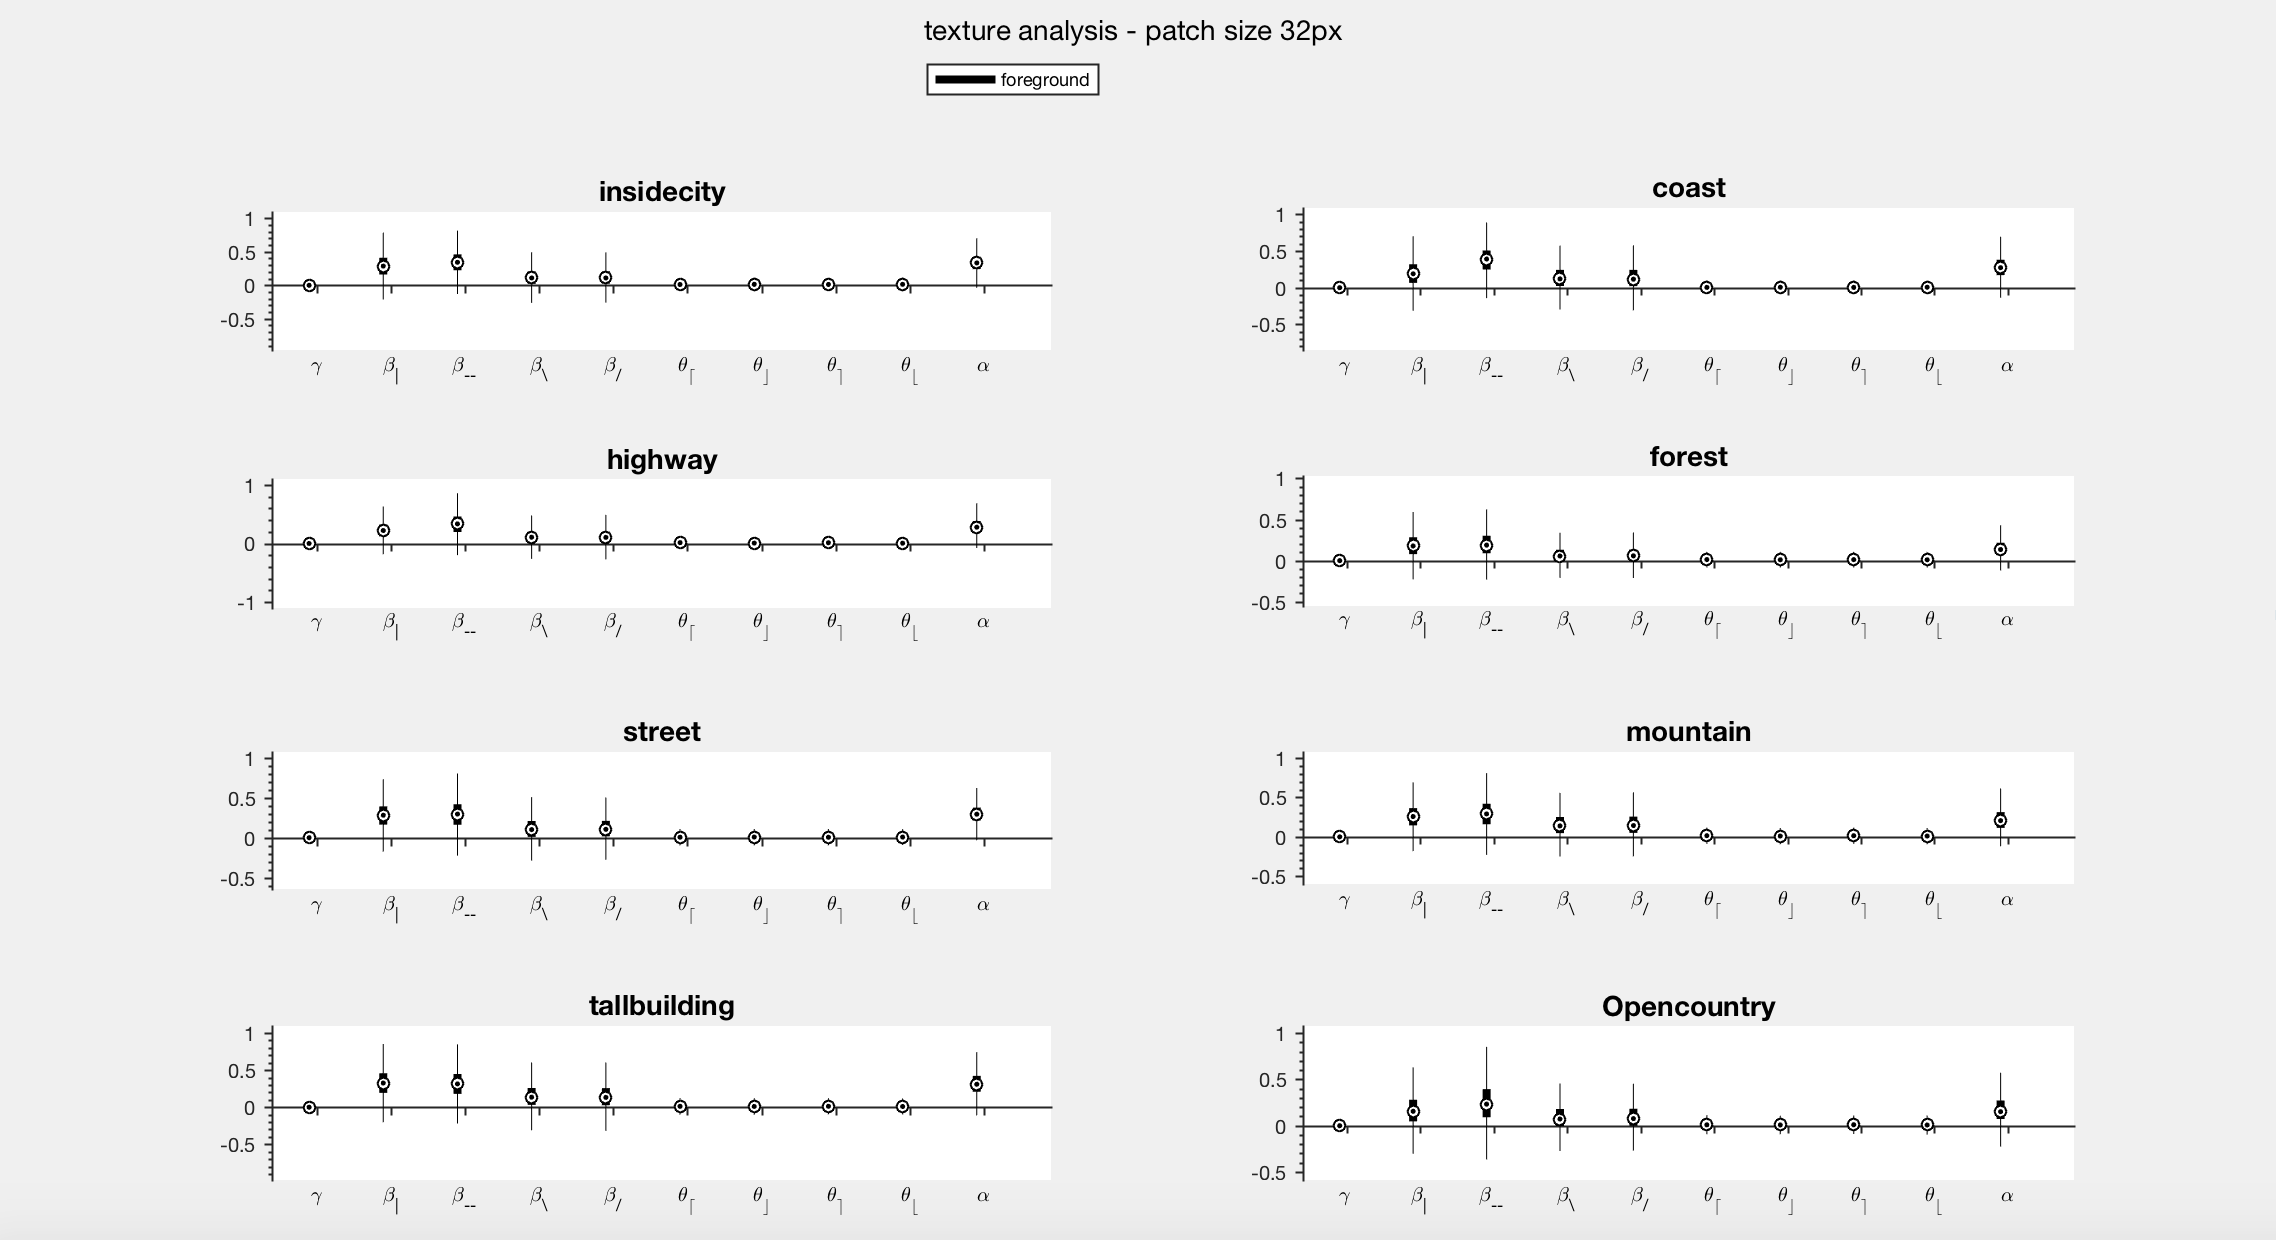 texture analysis - patch size 32px
foreground
insidecity
1
0.5
0
-0.5
γ β| β-- β\ β/ θ⌈ θ⌋ θ⌉ θ⌊ α
coast
1
0.5
0
-0.5
γ β| β-- β\ β/ θ⌈ θ⌋ θ⌉ θ⌊ α
highway
1
0
-1
γ β| β-- β\ β/ θ⌈ θ⌋ θ⌉ θ⌊ α
forest
1
0.5
0
-0.5
γ β| β-- β\ β/ θ⌈ θ⌋ θ⌉ θ⌊ α
street
1
0.5
0
-0.5
γ β| β-- β\ β/ θ⌈ θ⌋ θ⌉ θ⌊ α
mountain
1
0.5
0
-0.5
γ β| β-- β\ β/ θ⌈ θ⌋ θ⌉ θ⌊ α
tallbuilding
1
0.5
0
-0.5
γ β| β-- β\ β/ θ⌈ θ⌋ θ⌉ θ⌊ α
Opencountry
1
0.5
0
-0.5
γ β| β-- β\ β/ θ⌈ θ⌋ θ⌉ θ⌊ α